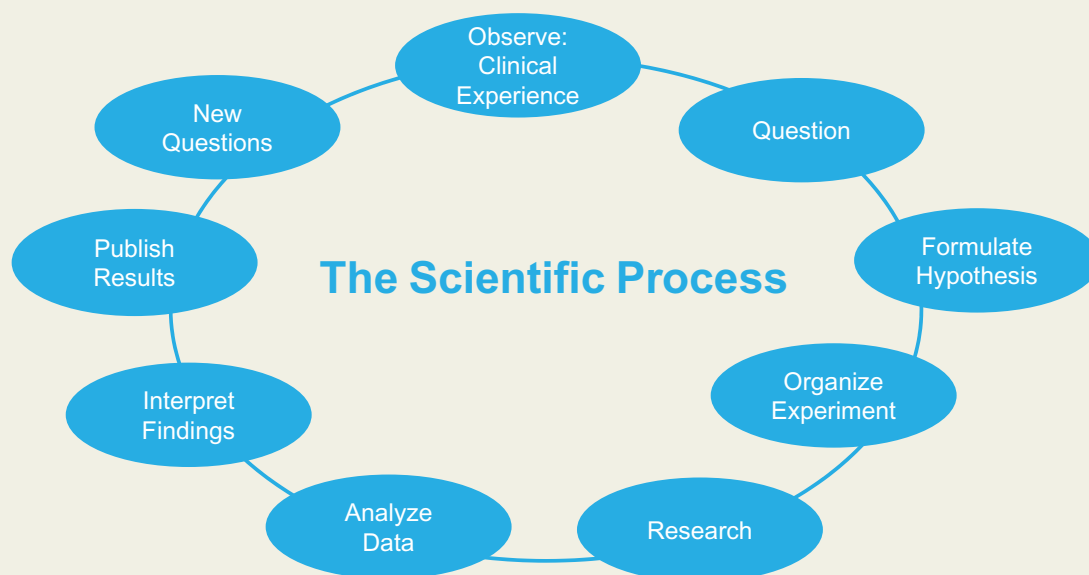 Observe:
Clinical
Experience
Question
Formulate
Hypothesis
Organize
Experiment
Research
Analyze
Data
Interpret
Findings
Publish
Results
New
Questions
The Scientific Process